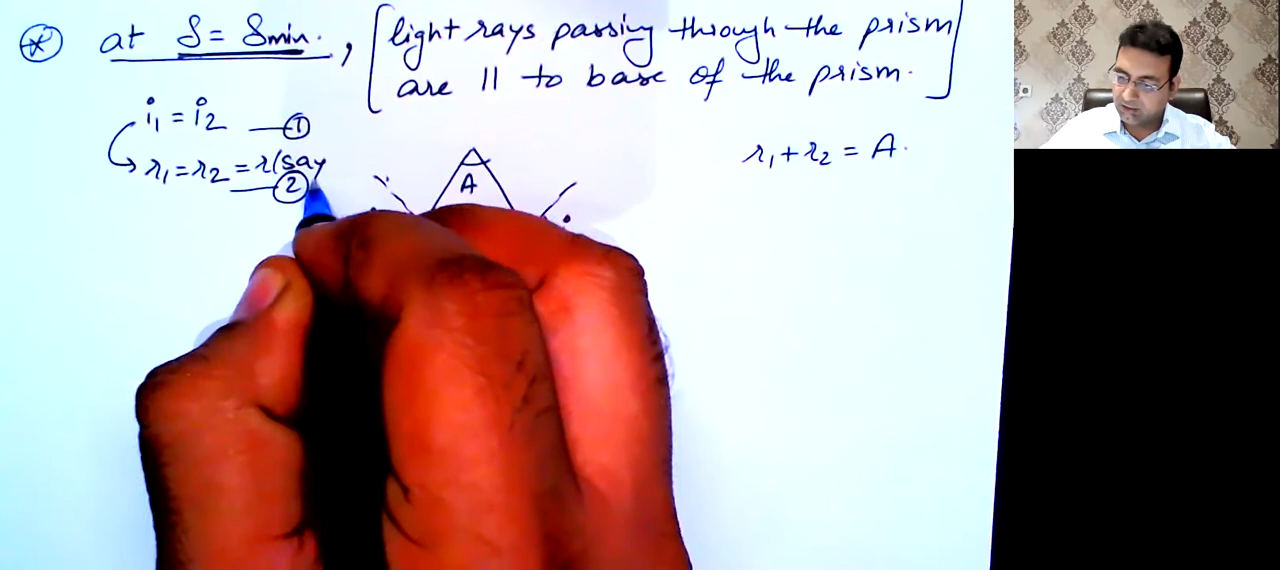 * at δ = δmin. , [light rays passing through the prism
are || to base of the prism.]
i₁ = i₂ —①
r₁ = r₂ = r (say
—②
r₁ + r₂ = A.
A